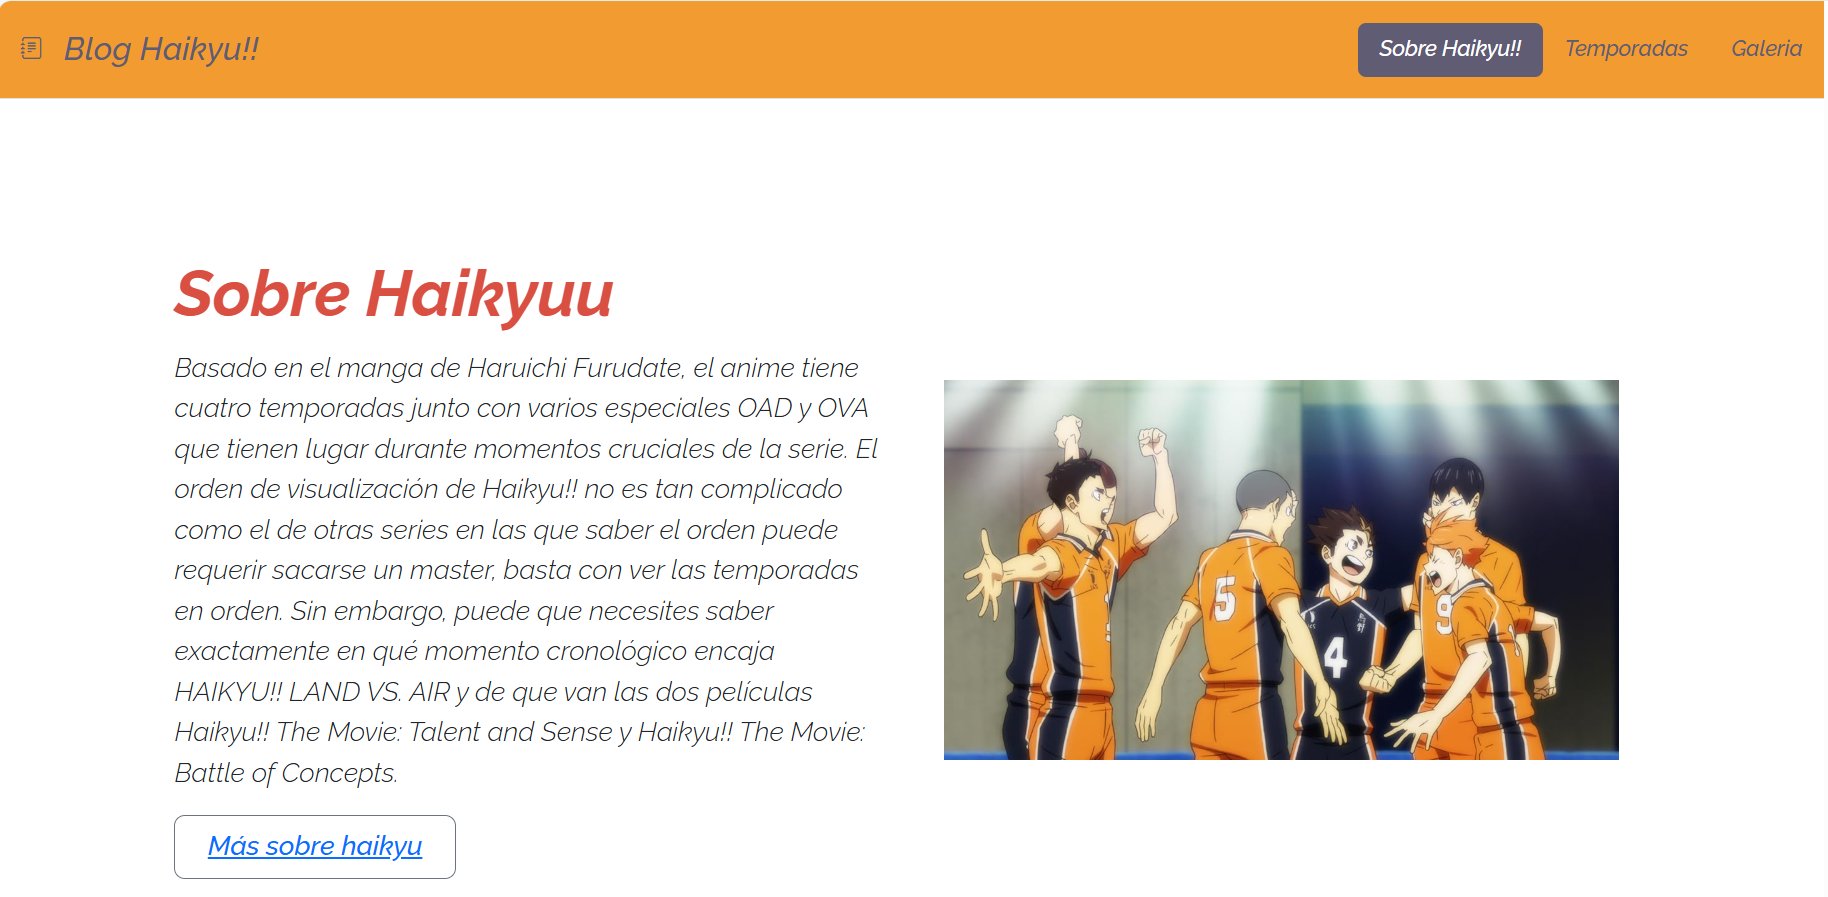 Blog Haikyu!!
Sobre Haikyu!!
Temporadas
Galeria
Sobre Haikyuu
Basado en el manga de Haruichi Furudate, el anime tiene
cuatro temporadas junto con varios especiales OAD y OVA
que tienen lugar durante momentos cruciales de la serie. El
orden de visualización de Haikyu!! no es tan complicado
como el de otras series en las que saber el orden puede
requerir sacarse un master, basta con ver las temporadas
en orden. Sin embargo, puede que necesites saber
exactamente en qué momento cronológico encaja
HAIKYU!! LAND VS. AIR y de que van las dos películas
Haikyu!! The Movie: Talent and Sense y Haikyu!! The Movie:
Battle of Concepts.
5
4
9
Más sobre haikyu